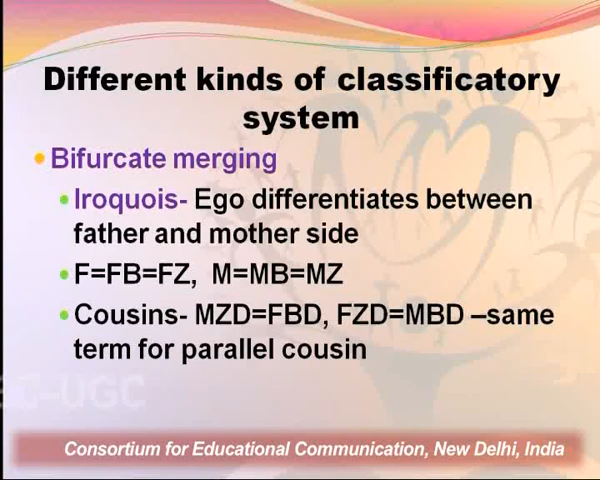 Different kinds of classificatory
system
Bifurcate merging
Iroquois- Ego differentiates between
father and mother side
F=FB=FZ, M=MB=MZ
Cousins- MZD=FBD, FZD=MBD –same
term for parallel cousin
C-UGC
Consortium for Educational Communication, New Delhi, India